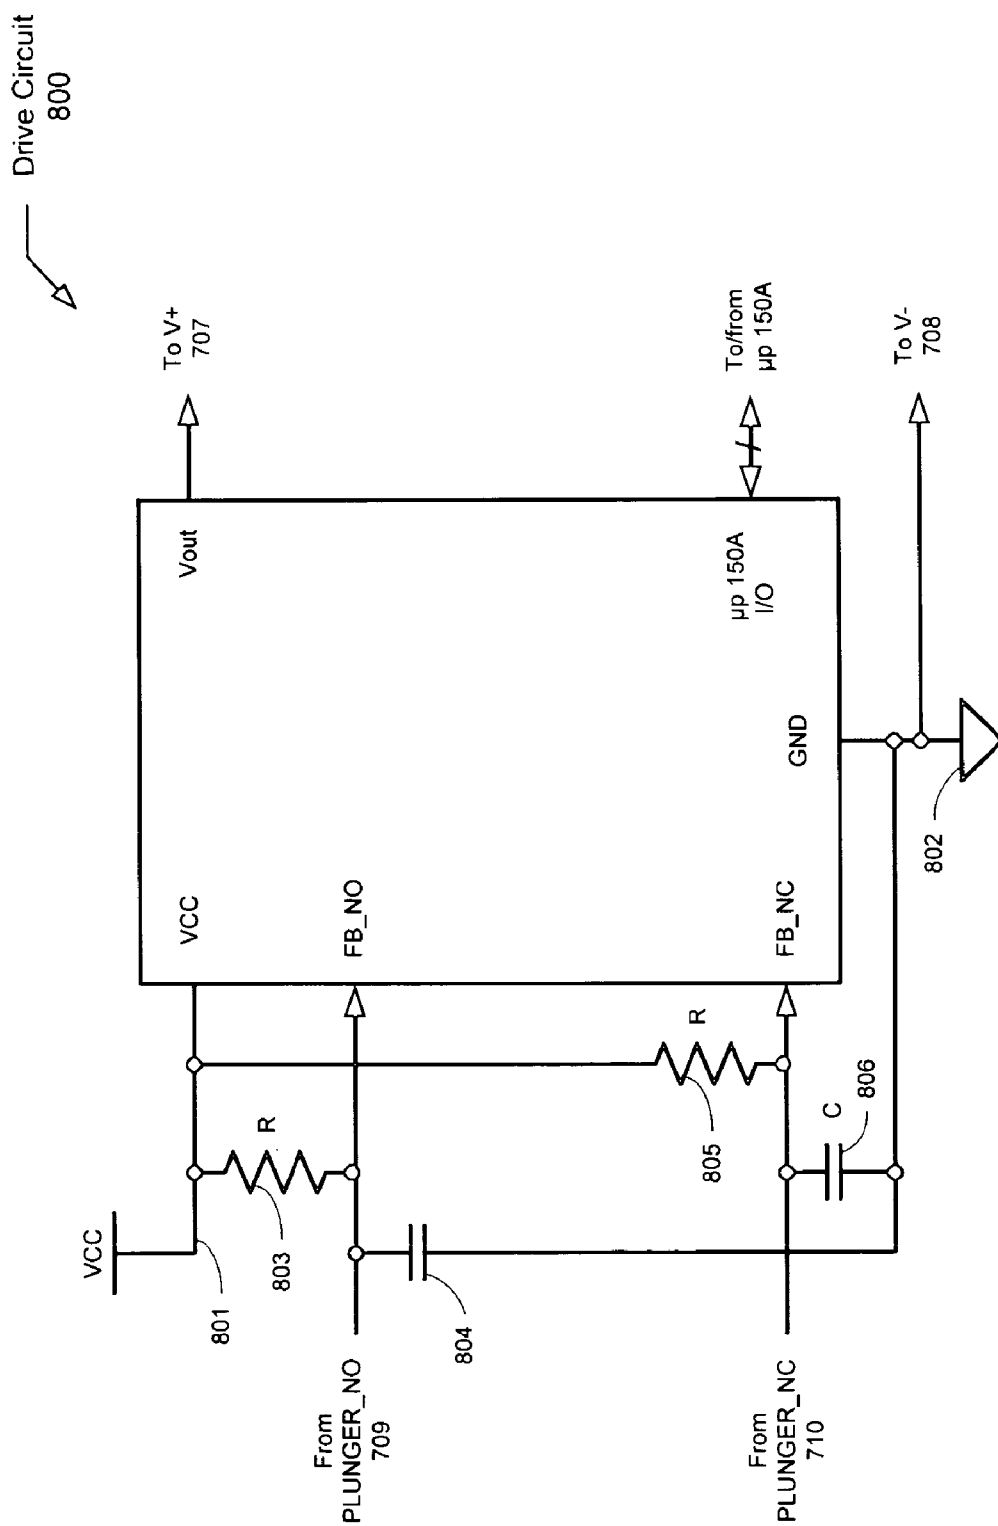 Drive Circuit
800
VCC
801
R
803
From
PLUNGER_NO
709
804
VCC
FB_NO
Vout
To V+
707
R
805
From
PLUNGER_NC
710
C
806
FB_NC
GND
µp 150A
I/O
To/from
µp 150A
To V-
708
802